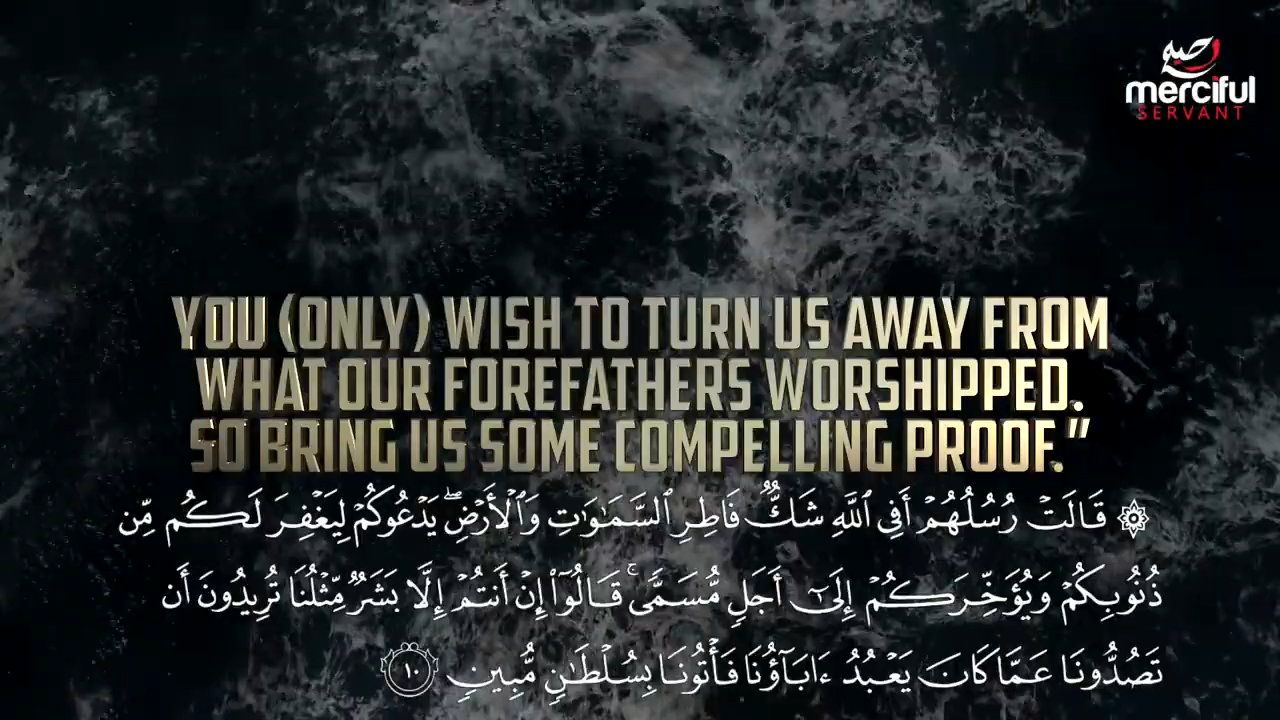 merciful
SERVANT
YOU (ONLY) WISH TO TURN US AWAY FROM
WHAT OUR FOREFATHERS WORSHIPPED.
SO BRING US SOME COMPELLING PROOF."
۞ قَالَتۡ رُسُلُهُمۡ أَفِي ٱللَّهِ شَكّٞ فَاطِرِ ٱلسَّمَٰوَٰتِ وَٱلۡأَرۡضِۖ يَدۡعُوكُمۡ لِيَغۡفِرَ لَكُم مِّن
ذُنُوبِكُمۡ وَيُؤَخِّرَكُمۡ إِلَىٰٓ أَجَلٖ مُّسَمّٗىۚ قَالُوٓاْ إِنۡ أَنتُمۡ إِلَّا بَشَرٞ مِّثۡلُنَا تُرِيدُونَ أَن
تَصُدُّونَا عَمَّا كَانَ يَعۡبُدُ ءَابَآؤُنَا فَأۡتُونَا بِسُلۡطَٰنٖ مُّبِينٖ ١٠